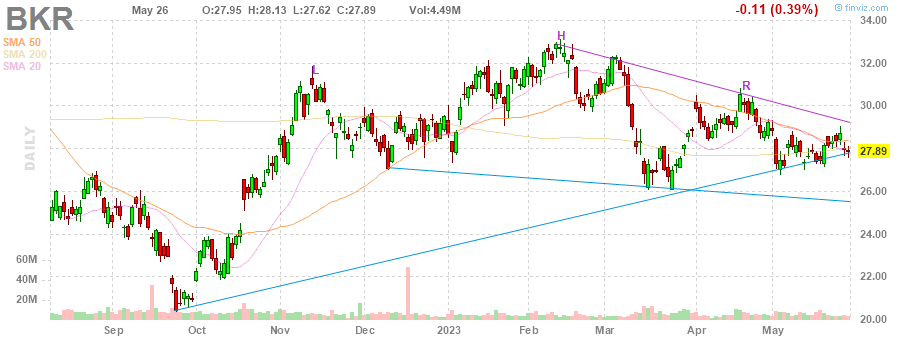 BKR
May 26 O:27.95 H:28.13 L:27.62 C:27.89 Vol:4.49M -0.11 (0.39%) © finviz.com
SMA 50
SMA 200
SMA 20
DAILY
L
H
R
34.00
32.00
30.00
27.89
26.00
24.00
22.00
20.00
60M
40M
20M
Sep Oct Nov Dec 2023 Feb Mar Apr May